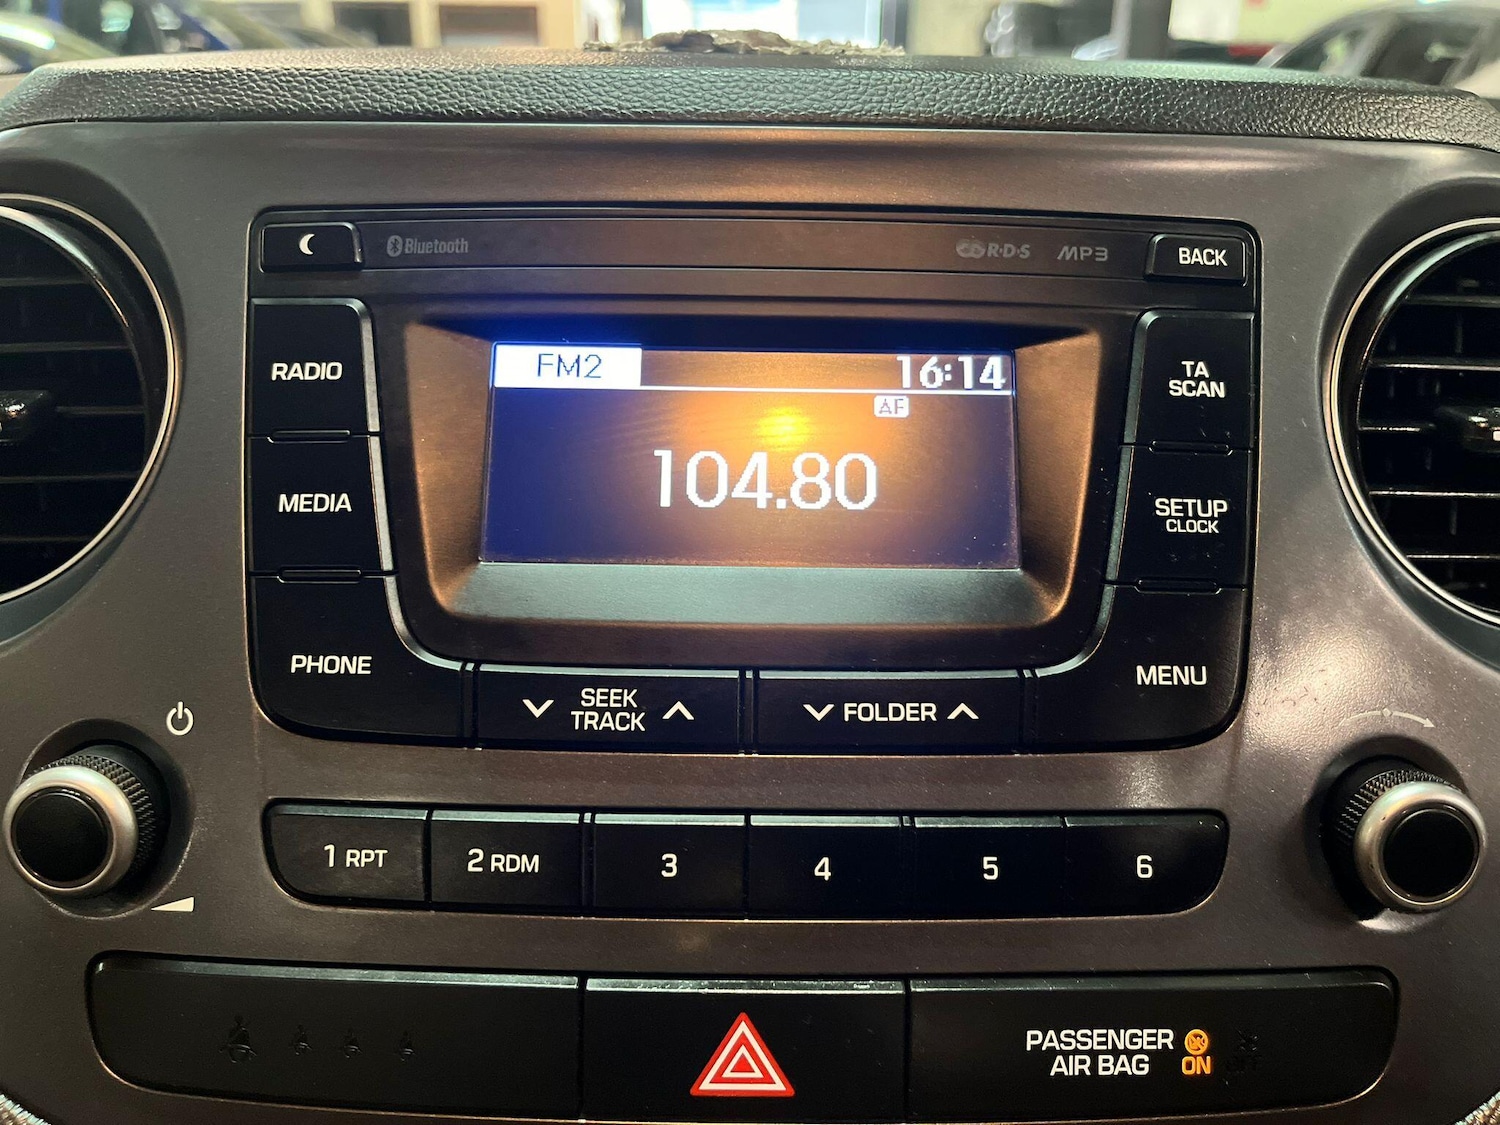 Bluetooth
R·D·S
MP3
BACK
RADIO
FM2
16:14
TA
SCAN
AF
104.80
MEDIA
SETUP
CLOCK
PHONE
MENU
SEEK
TRACK
FOLDER
1 RPT
2 RDM
3
4
5
6
PASSENGER
AIR BAG
ON